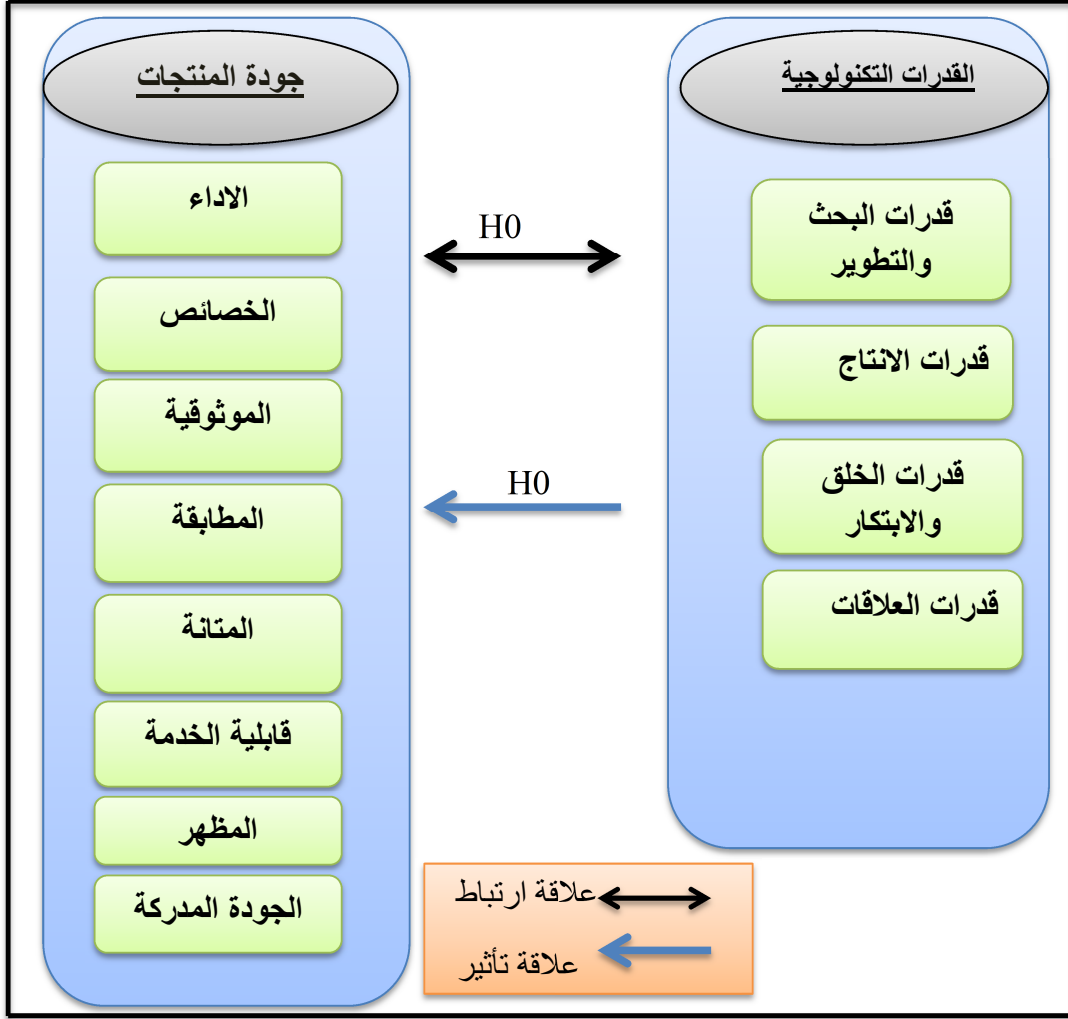 القدرات التكنولوجية
قدرات البحث
والتطوير
قدرات الانتاج
قدرات الخلق
والابتكار
قدرات العلاقات
H0
H0
جودة المنتجات
الاداء
الخصائص
الموثوقية
المطابقة
المتانة
قابلية الخدمة
المظهر
الجودة المدركة
علاقة ارتباط
علاقة تأثير